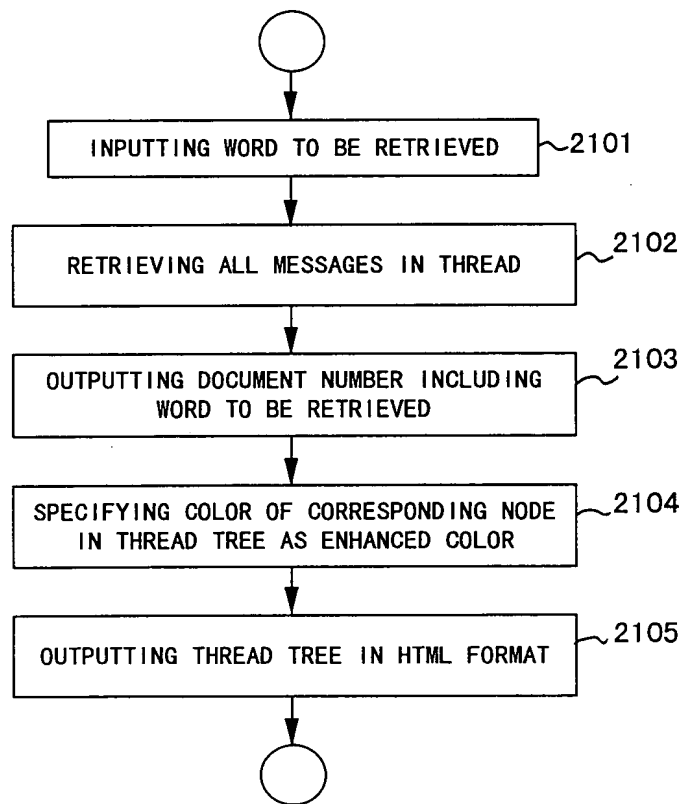 INPUTTING WORD TO BE RETRIEVED
2101
RETRIEVING ALL MESSAGES IN THREAD
2102
OUTPUTTING DOCUMENT NUMBER INCLUDING
WORD TO BE RETRIEVED
2103
SPECIFYING COLOR OF CORRESPONDING NODE
IN THREAD TREE AS ENHANCED COLOR
2104
OUTPUTTING THREAD TREE IN HTML FORMAT
2105